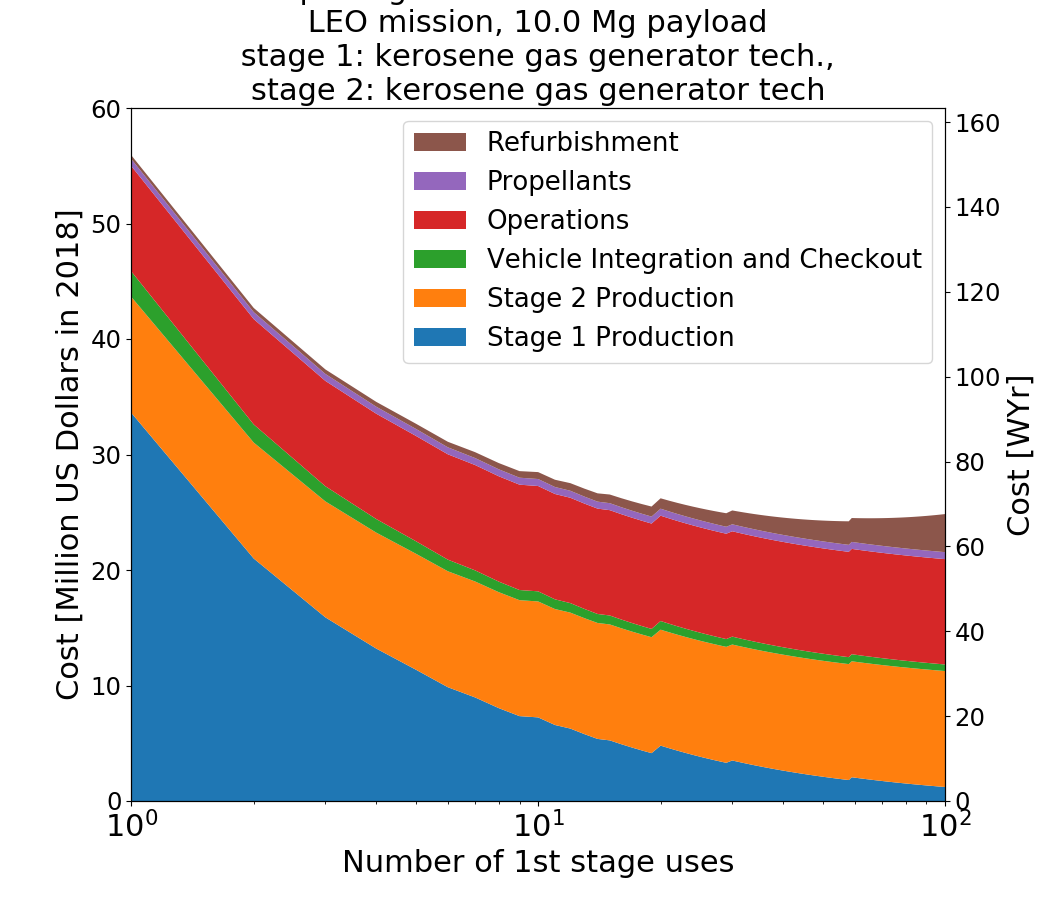 LEO mission, 10.0 Mg payload
stage 1: kerosene gas generator tech.,
stage 2: kerosene gas generator tech
60
50
40
30
20
10
0
Cost [Million US Dollars in 2018]
Refurbishment
Propellants
Operations
Vehicle Integration and Checkout
Stage 2 Production
Stage 1 Production
160
140
120
100
80
60
40
20
0
Cost [WYr]
10⁰
10¹
10²
Number of 1st stage uses